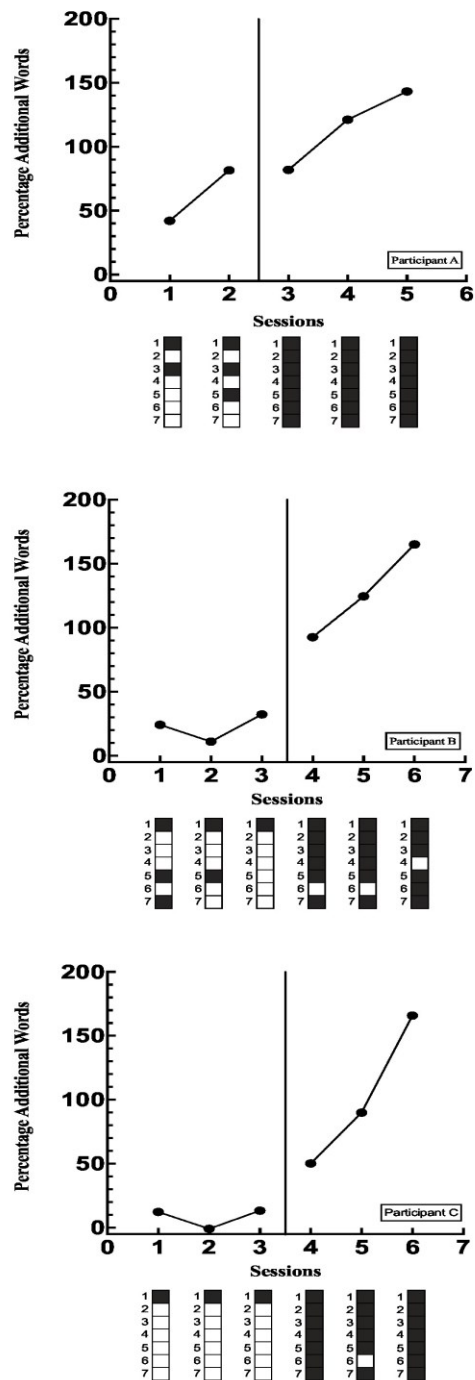 200
150
100
50
0
Percentage Additional Words
Participant A
0 1 2 3 4 5 6
Sessions
1 1 1 1 1
2 2 2 2 2
3 3 3 3 3
4 4 4 4 4
5 5 5 5 5
6 6 6 6 6
7 7 7 7 7
200
150
100
50
0
Percentage Additional Words
Participant B
0 1 2 3 4 5 6 7
Sessions
1 1 1 1 1 1
2 2 2 2 2 2
3 3 3 3 3 3
4 4 4 4 4 4
5 5 5 5 5 5
6 6 6 6 6 6
7 7 7 7 7 7
200
150
100
50
0
Percentage Additional Words
Participant C
0 1 2 3 4 5 6 7
Sessions
1 1 1 1 1 1
2 2 2 2 2 2
3 3 3 3 3 3
4 4 4 4 4 4
5 5 5 5 5 5
6 6 6 6 6 6
7 7 7 7 7 7